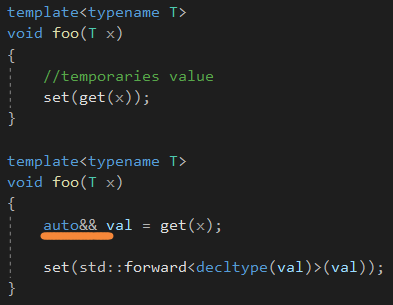 template<typename T>
void foo(T x)
{
//temporaries value
set(get(x));
}
template<typename T>
void foo(T x)
{
auto&& val = get(x);
set(std::forward<decltype(val)>(val));
}